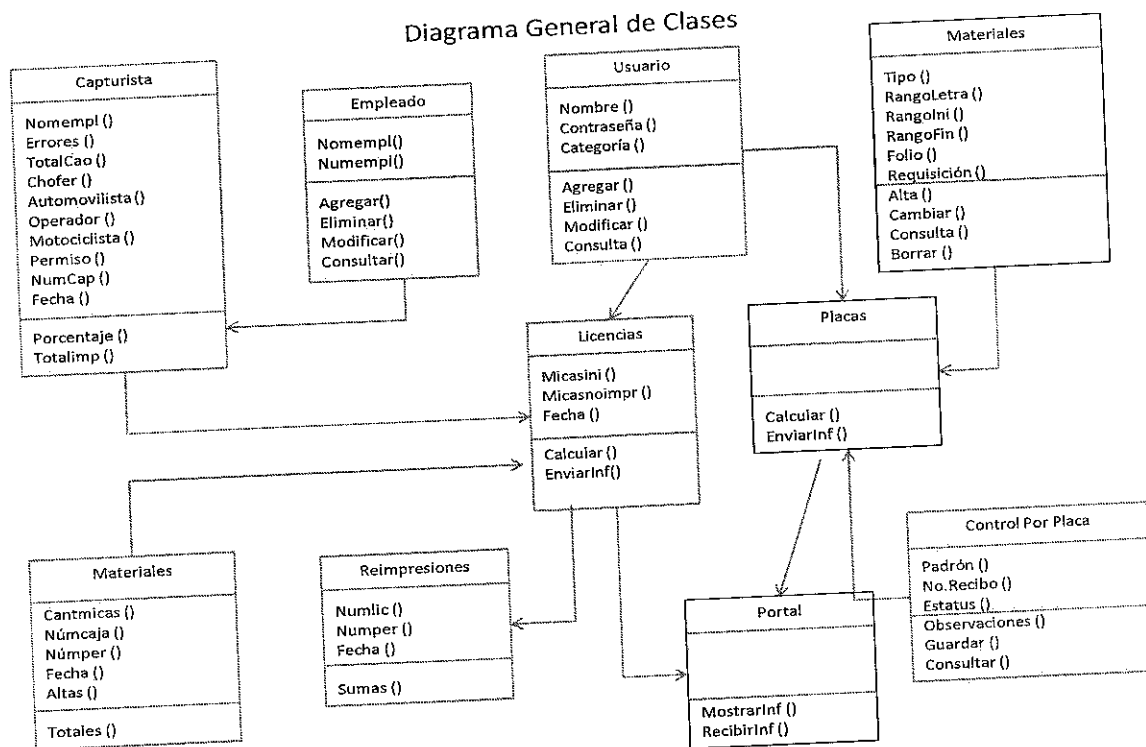 Diagrama General de Clases
Capturista
Nomempl ()
Errores ()
TotalCao ()
Chofer ()
Automovilista ()
Operador ()
Motociclista ()
Permiso ()
NumCap ()
Fecha ()
Porcentaje ()
Totalimp ()
Empleado
Nomempl()
Numempl()
Agregar()
Eliminar()
Modificar()
Consultar()
Usuario
Nombre ()
Contraseña ()
Categoría ()
Agregar ()
Eliminar ()
Modificar ()
Consulta ()
Materiales
Tipo ()
RangoLetra ()
RangoIni ()
RangoFin ()
Folio ()
Requisición ()
Alta ()
Cambiar ()
Consulta ()
Borrar ()
Licencias
Micasini ()
Micasnoimpr ()
Fecha ()
Calcular ()
EnviarInf()
Placas
Calcular ()
EnviarInf ()
Materiales
Cantmicas ()
Númcaja ()
Númper ()
Fecha ()
Altas ()
Totales ()
Reimpresiones
Numlic ()
Numper ()
Fecha ()
Sumas ()
Portal
MostrarInf ()
RecibirInf ()
Control Por Placa
Padrón ()
No.Recibo ()
Estatus ()
Observaciones ()
Guardar ()
Consultar ()